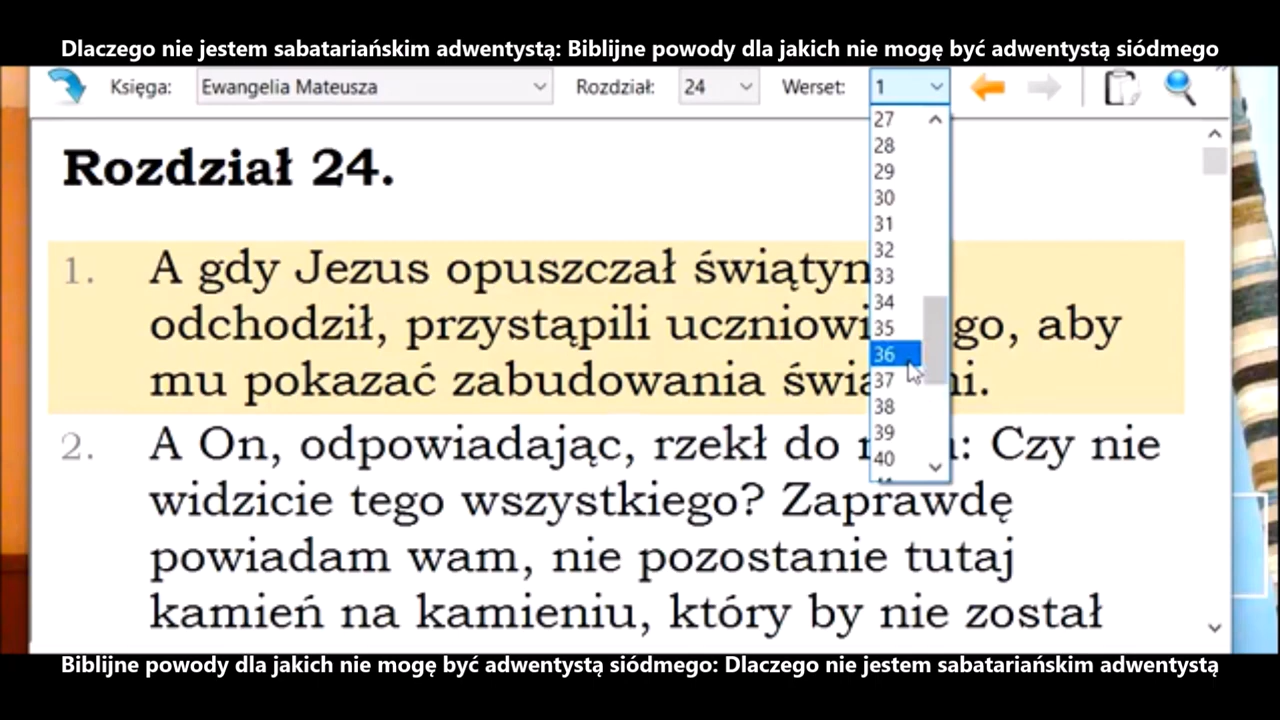 Dlaczego nie jestem sabatariańskim adwentystą: Biblijne powody dla jakich nie mogę być adwentystą siódmego
Księga: Ewangelia Mateusza Rozdział: 24 Werset: 1
27
28
29
30
31
32
33
34
35
36
37
38
39
40
Rozdział 24.
1. A gdy Jezus opuszczał
odchodził, przystąpili aby
mu pokazać zabudowania
2. A On, odpowiadając, rzekł do Czy nie
widzicie tego wszystkiego? Zaprawdę
powiadam wam, nie pozostanie tutaj
kamień na kamieniu, który by nie został
Biblijne powody dla jakich nie mogę być adwentystą siódmego: Dlaczego nie jestem sabatariańskim adwentystą